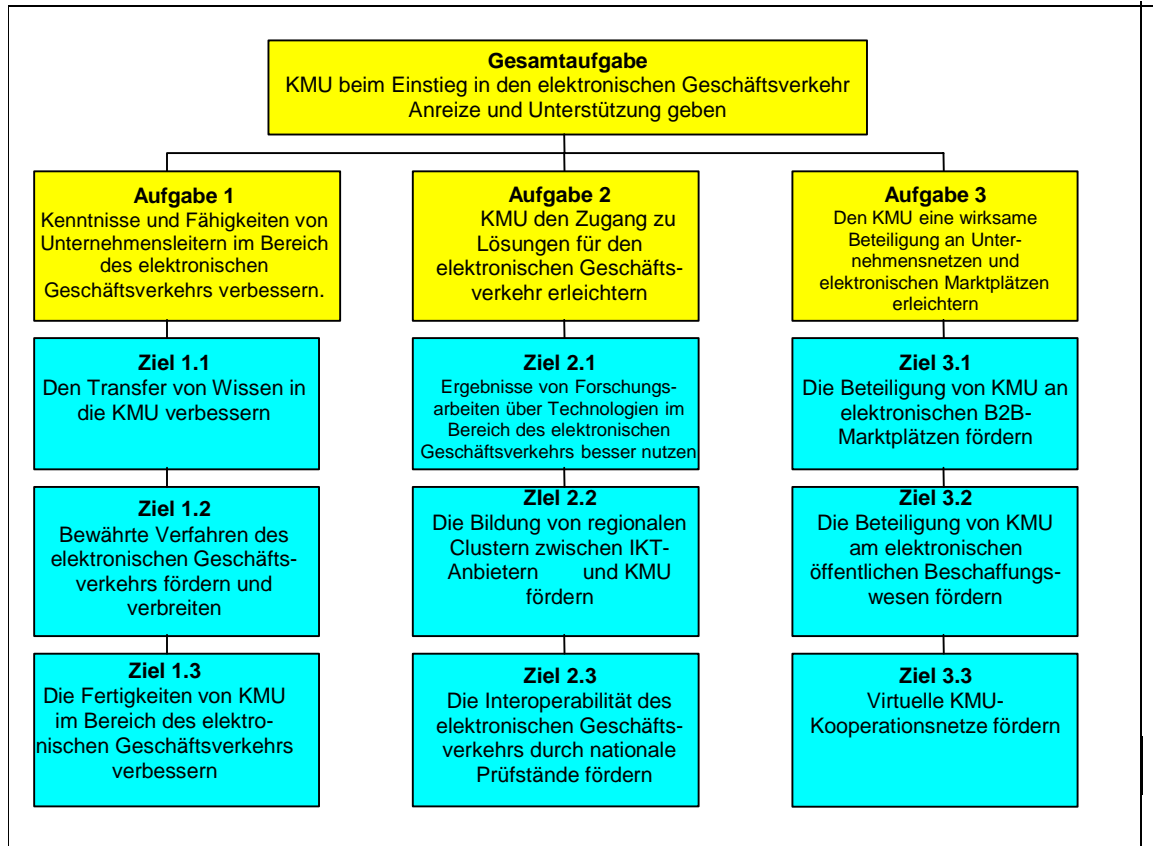 Gesamtaufgabe
KMU beim Einstieg in den elektronischen Geschäftsverkehr
Anreize und Unterstützung geben
Aufgabe 1
Kenntnisse und Fähigkeiten von
Unternehmensleitern im Bereich
des elektronischen
Geschäftsverkehrs verbessern.
Aufgabe 2
KMU den Zugang zu
Lösungen für den
elektronischen Geschäfts-
verkehr erleichtern
Aufgabe 3
Den KMU eine wirksame
Beteiligung an Unter-
nehmensnetzen und
elektronischen Marktplätzen
erleichtern
Ziel 1.1
Den Transfer von Wissen in
die KMU verbessern
Ziel 2.1
Ergebnisse von Forschungs-
arbeiten über Technologien im
Bereich des elektronischen
Geschäftsverkehrs besser nutzen
Ziel 3.1
Die Beteiligung von KMU an
elektronischen B2B-
Marktplätzen fördern
Ziel 1.2
Bewährte Verfahren des
elektronischen Geschäfts-
verkehrs fördern und
verbreiten
ZIel 2.2
Die Bildung von regionalen
Clustern zwischen IKT-
Anbietern und KMU
fördern
Ziel 3.2
Die Beteiligung von KMU
am elektronischen
öffentlichen Beschaffungs-
wesen fördern
Ziel 1.3
Die Fertigkeiten von KMU
im Bereich des elektro-
nischen Geschäftsverkehrs
verbessern
Ziel 2.3
Die Interoperabilität des
elektronischen Geschäfts-
verkehrs durch nationale
Prüfstände fördern
Ziel 3.3
Virtuelle KMU-
Kooperationsnetze fördern